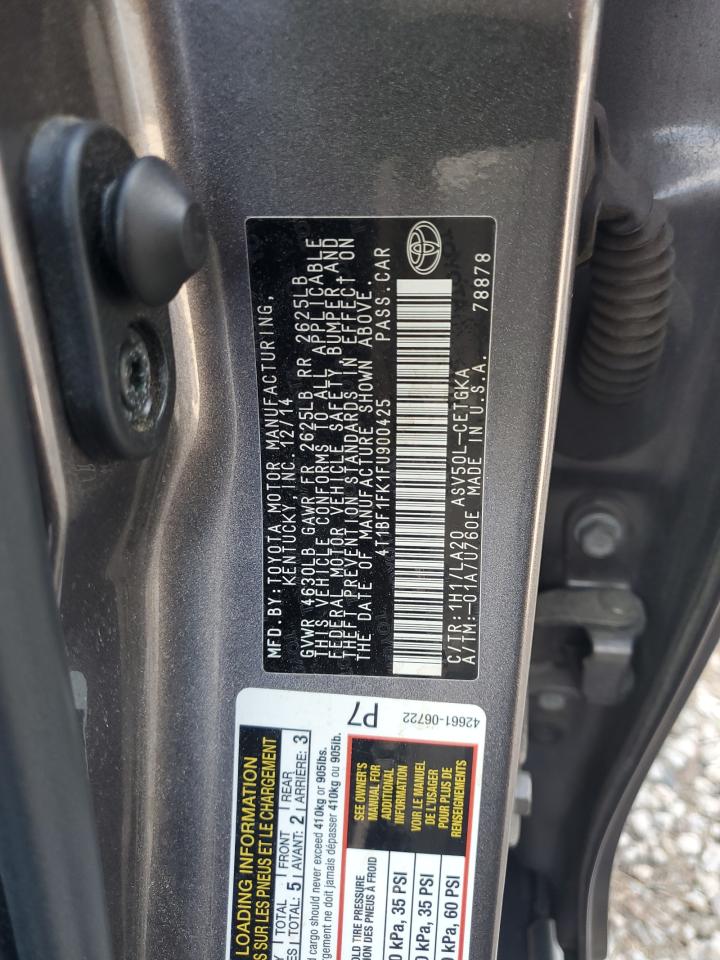 MFD.BY:TOYOTA MOTOR MANUFACTURING,
KENTUCKY, INC. 12/14
GVWR 4630LB GAWR FR 2625LB RR 2625LB
THIS VEHICLE CONFORMS TO ALL APPLICABLE
FEDERAL MOTOR VEHICLE SAFETY, BUMPER AND
THEFT PREVENTION STANDARDS IN EFFECT ON
THE DATE OF MANUFACTURE SHOWN ABOVE.
4T1BF1FK1FU900425 PASS.CAR
C/TR:1H1/LA20 ASV50L-CETGKA
A/TM:-01A/U760E MADE IN U.S.A. 78878
LOADING INFORMATION
S SUR LES PNEUS ET LE CHARGEMENT
TOTAL FRONT REAR
TOTAL: 5 AVANT: 2 ARRIÈRE: 3
d cargo should never exceed 410kg or 905lbs.
rgement ne doit jamais dépasser 410kg ou 905lb.
P7
42661-06722
OLD TIRE PRESSURE
ION DES PNEUS À FROID
0 kPa, 35 PSI
0 kPa, 35 PSI
0 kPa, 60 PSI
SEE OWNER'S
MANUAL FOR
ADDITIONAL
INFORMATION
VOIR LE MANUEL
DE L'USAGER
POUR PLUS DE
RENSEIGNEMENTS